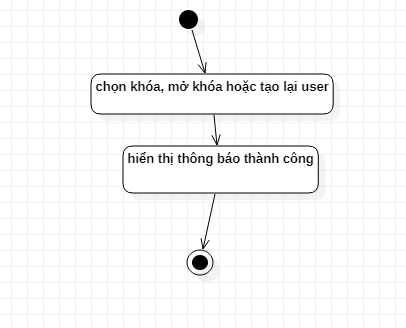 chọn khóa, mở khóa hoặc tạo lại user
hiển thị thông báo thành công